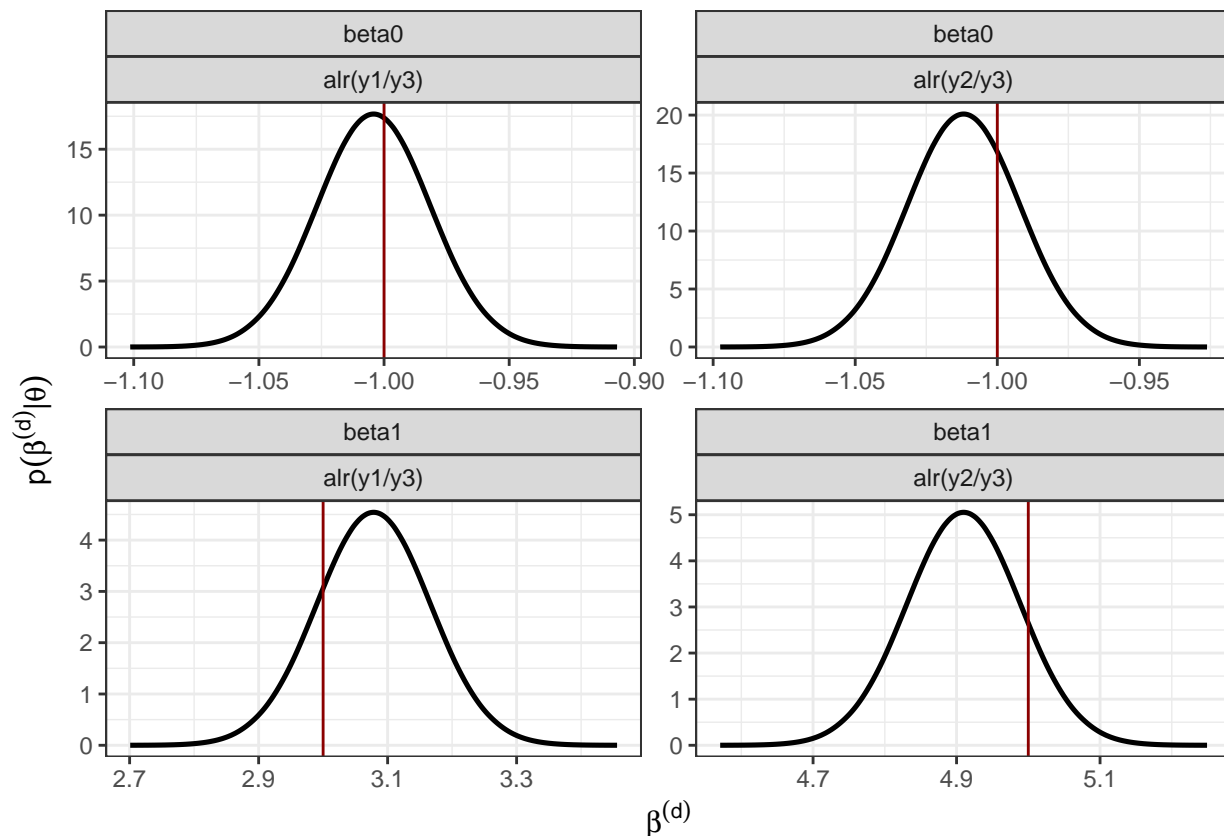 beta0
alr(y1/y3)
15
10
5
0
−1.10 −1.05 −1.00 −0.95 −0.90
beta0
alr(y2/y3)
20
15
10
5
0
−1.10 −1.05 −1.00 −0.95
beta1
alr(y1/y3)
4
3
2
1
0
2.7 2.9 3.1 3.3
beta1
alr(y2/y3)
5
4
3
2
1
0
4.7 4.9 5.1
p(β⁽ᵈ⁾|θ)
β⁽ᵈ⁾